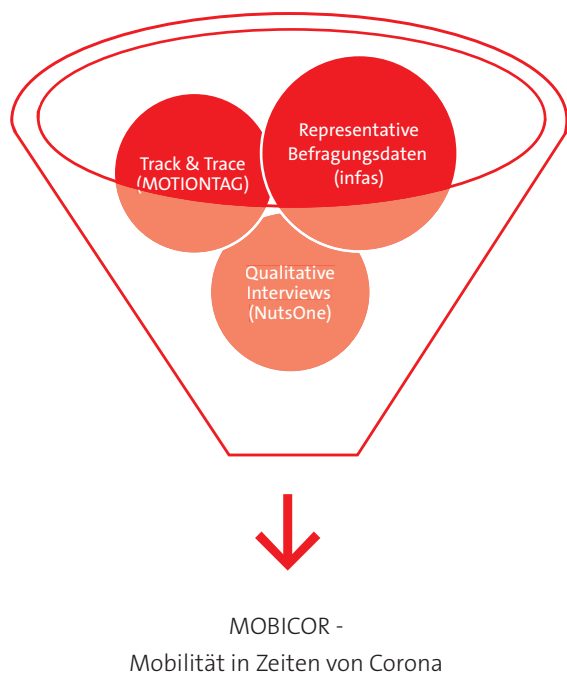 Representative
Befragungsdaten
(infas)
Track & Trace
(MOTIONTAG)
Qualitative
Interviews
(NutsOne)
MOBICOR -
Mobilität in Zeiten von Corona